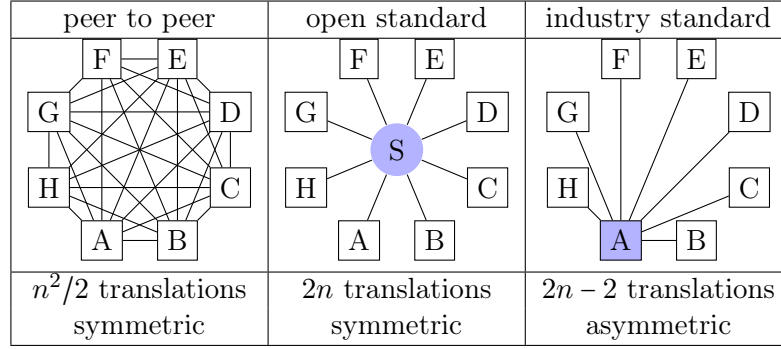 peer to peer open standard industry standard
F E F E F E
G D G D G D
S
H C H C H C
A B A B A B
n²/2 translations 2n translations 2n − 2 translations
symmetric symmetric asymmetric